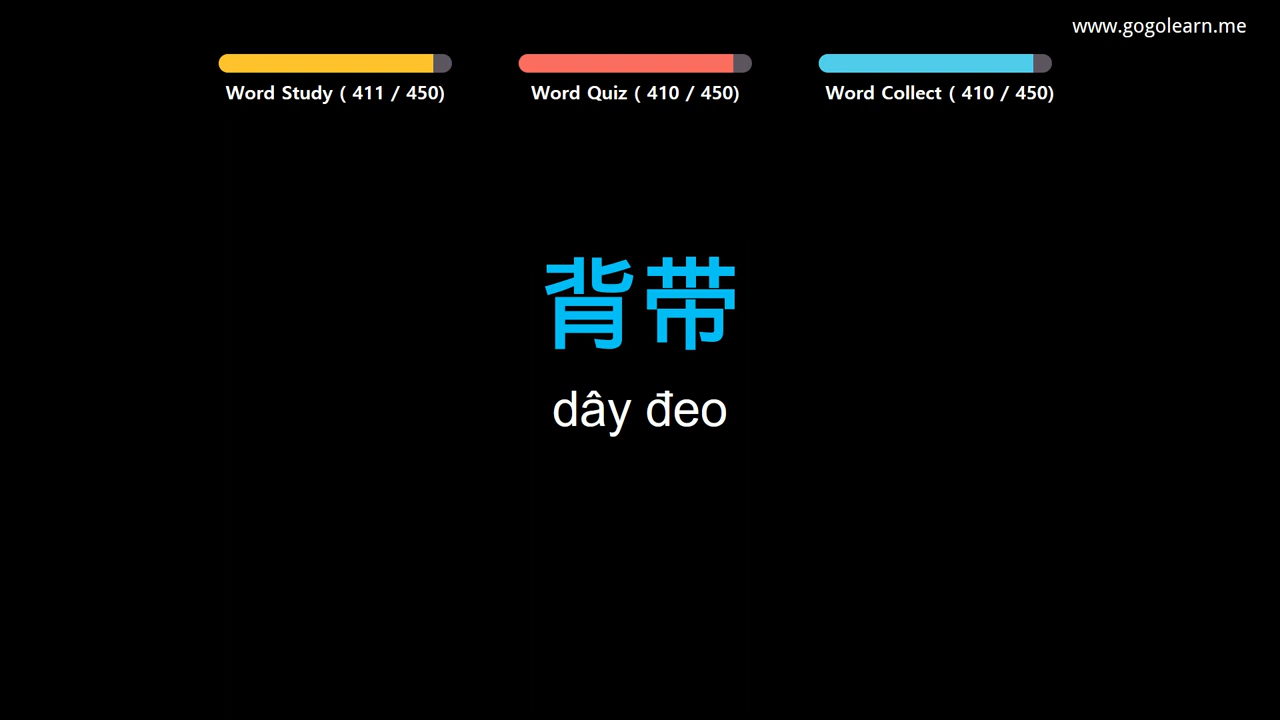 www.gogolearn.me
Word Study ( 411 / 450)
Word Quiz ( 410 / 450)
Word Collect ( 410 / 450)
背带
dây đeo